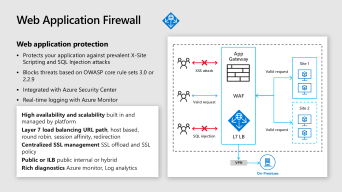 Web Application Firewall
Web application protection
• Protects your application against prevalent X-Site
Scripting and SQL Injection attacks
• Blocks threats based on OWASP core rule sets 3.0 or
2.2.9
• Integrated with Azure Security Center
• Real-time logging with Azure Monitor
High availability and scalability built in and
managed by platform
Layer 7 load balancing URL path, host based,
round robin, session affinity, redirection
Centralized SSL management SSL offload and SSL
policy
Public or ILB public internal or hybrid
Rich diagnostics Azure monitor, Log analytics
App
Gateway
WAF
L7 LB
XSS attack
Valid request
SQL injection
Valid request
Valid request
Site 1
Site 2
VPN
On-Premises